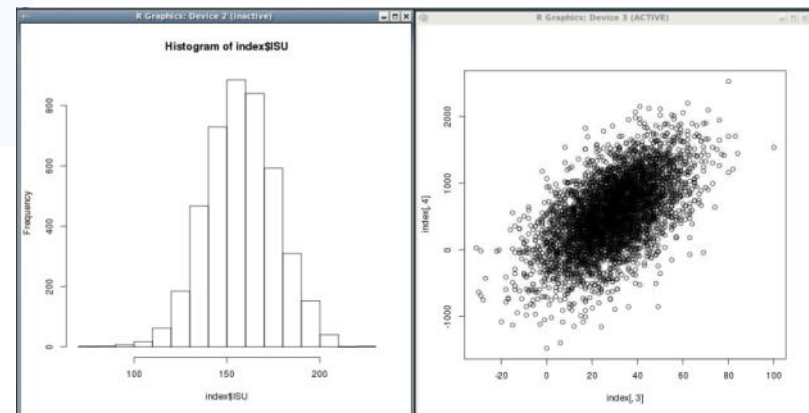 R Graphics: Device 2 (inactive)
Histogram of index$ISU
Frequency
0
200
400
600
800
100
150
200
index$ISU
R Graphics: Device 3 (ACTIVE)
index[, 4]
-1000
0
1000
2000
-20
0
20
40
60
80
100
index[, 3]